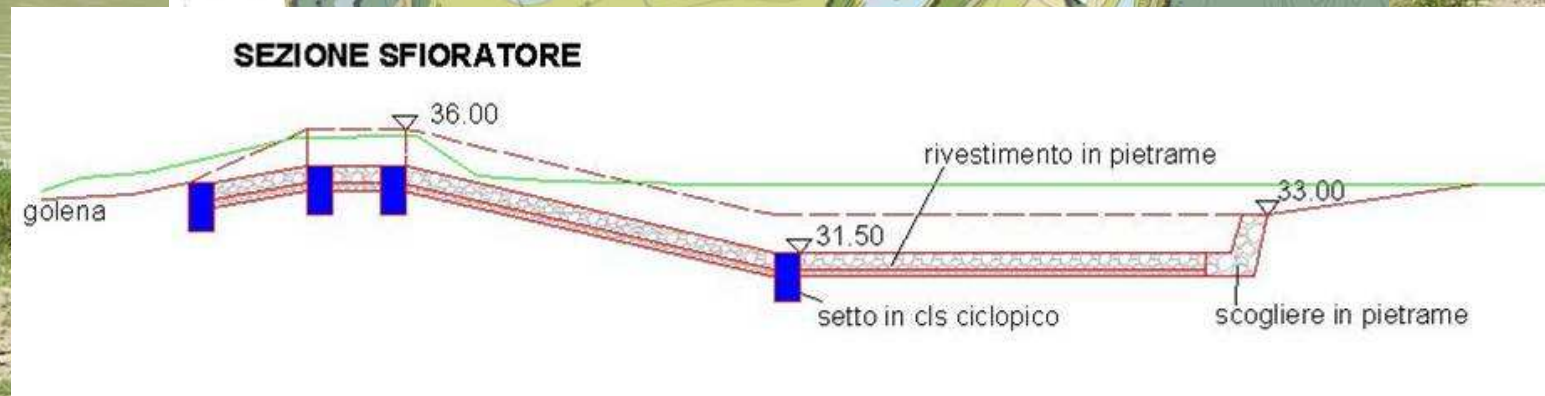 SEZIONE SFIORATORE
36.00
rivestimento in pietrame
33.00
golena
31.50
setto in cls ciclopico
scogliere in pietrame